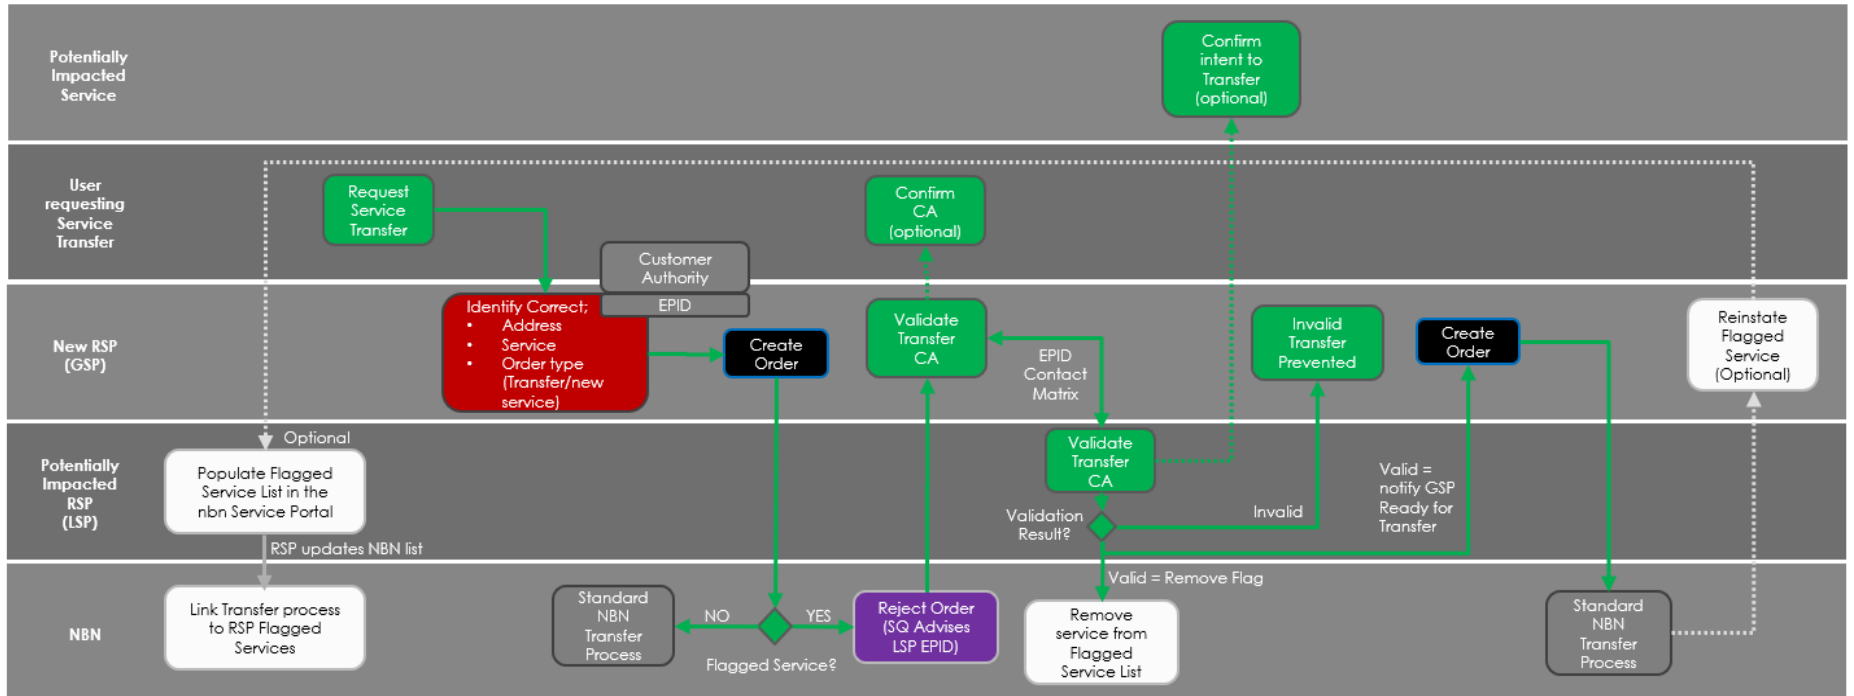 Potentially
Impacted
Service
Confirm
intent to
Transfer
(optional)
User
requesting
Service
Transfer
Request
Service
Transfer
Confirm
CA
(optional)
Customer
Authority
EPID
New RSP
(GSP)
Identify Correct;
• Address
• Service
• Order type
(Transfer/new
service)
Create
Order
Validate
Transfer
CA
EPID
Contact
Matrix
Invalid
Transfer
Prevented
Create
Order
Reinstate
Flagged
Service
(Optional)
Potentially
Impacted
RSP
(LSP)
Optional
Populate Flagged
Service List in the
nbn Service Portal
RSP updates NBN list
Validate
Transfer
CA
Validation
Result?
Invalid
Valid =
notify GSP
Ready for
Transfer
NBN
Link Transfer process
to RSP Flagged
Services
Standard
NBN
Transfer
Process
NO
YES
Flagged Service?
Reject Order
(SQ Advises
LSP EPID)
Valid = Remove Flag
Remove
service from
Flagged
Service List
Standard
NBN
Transfer
Process